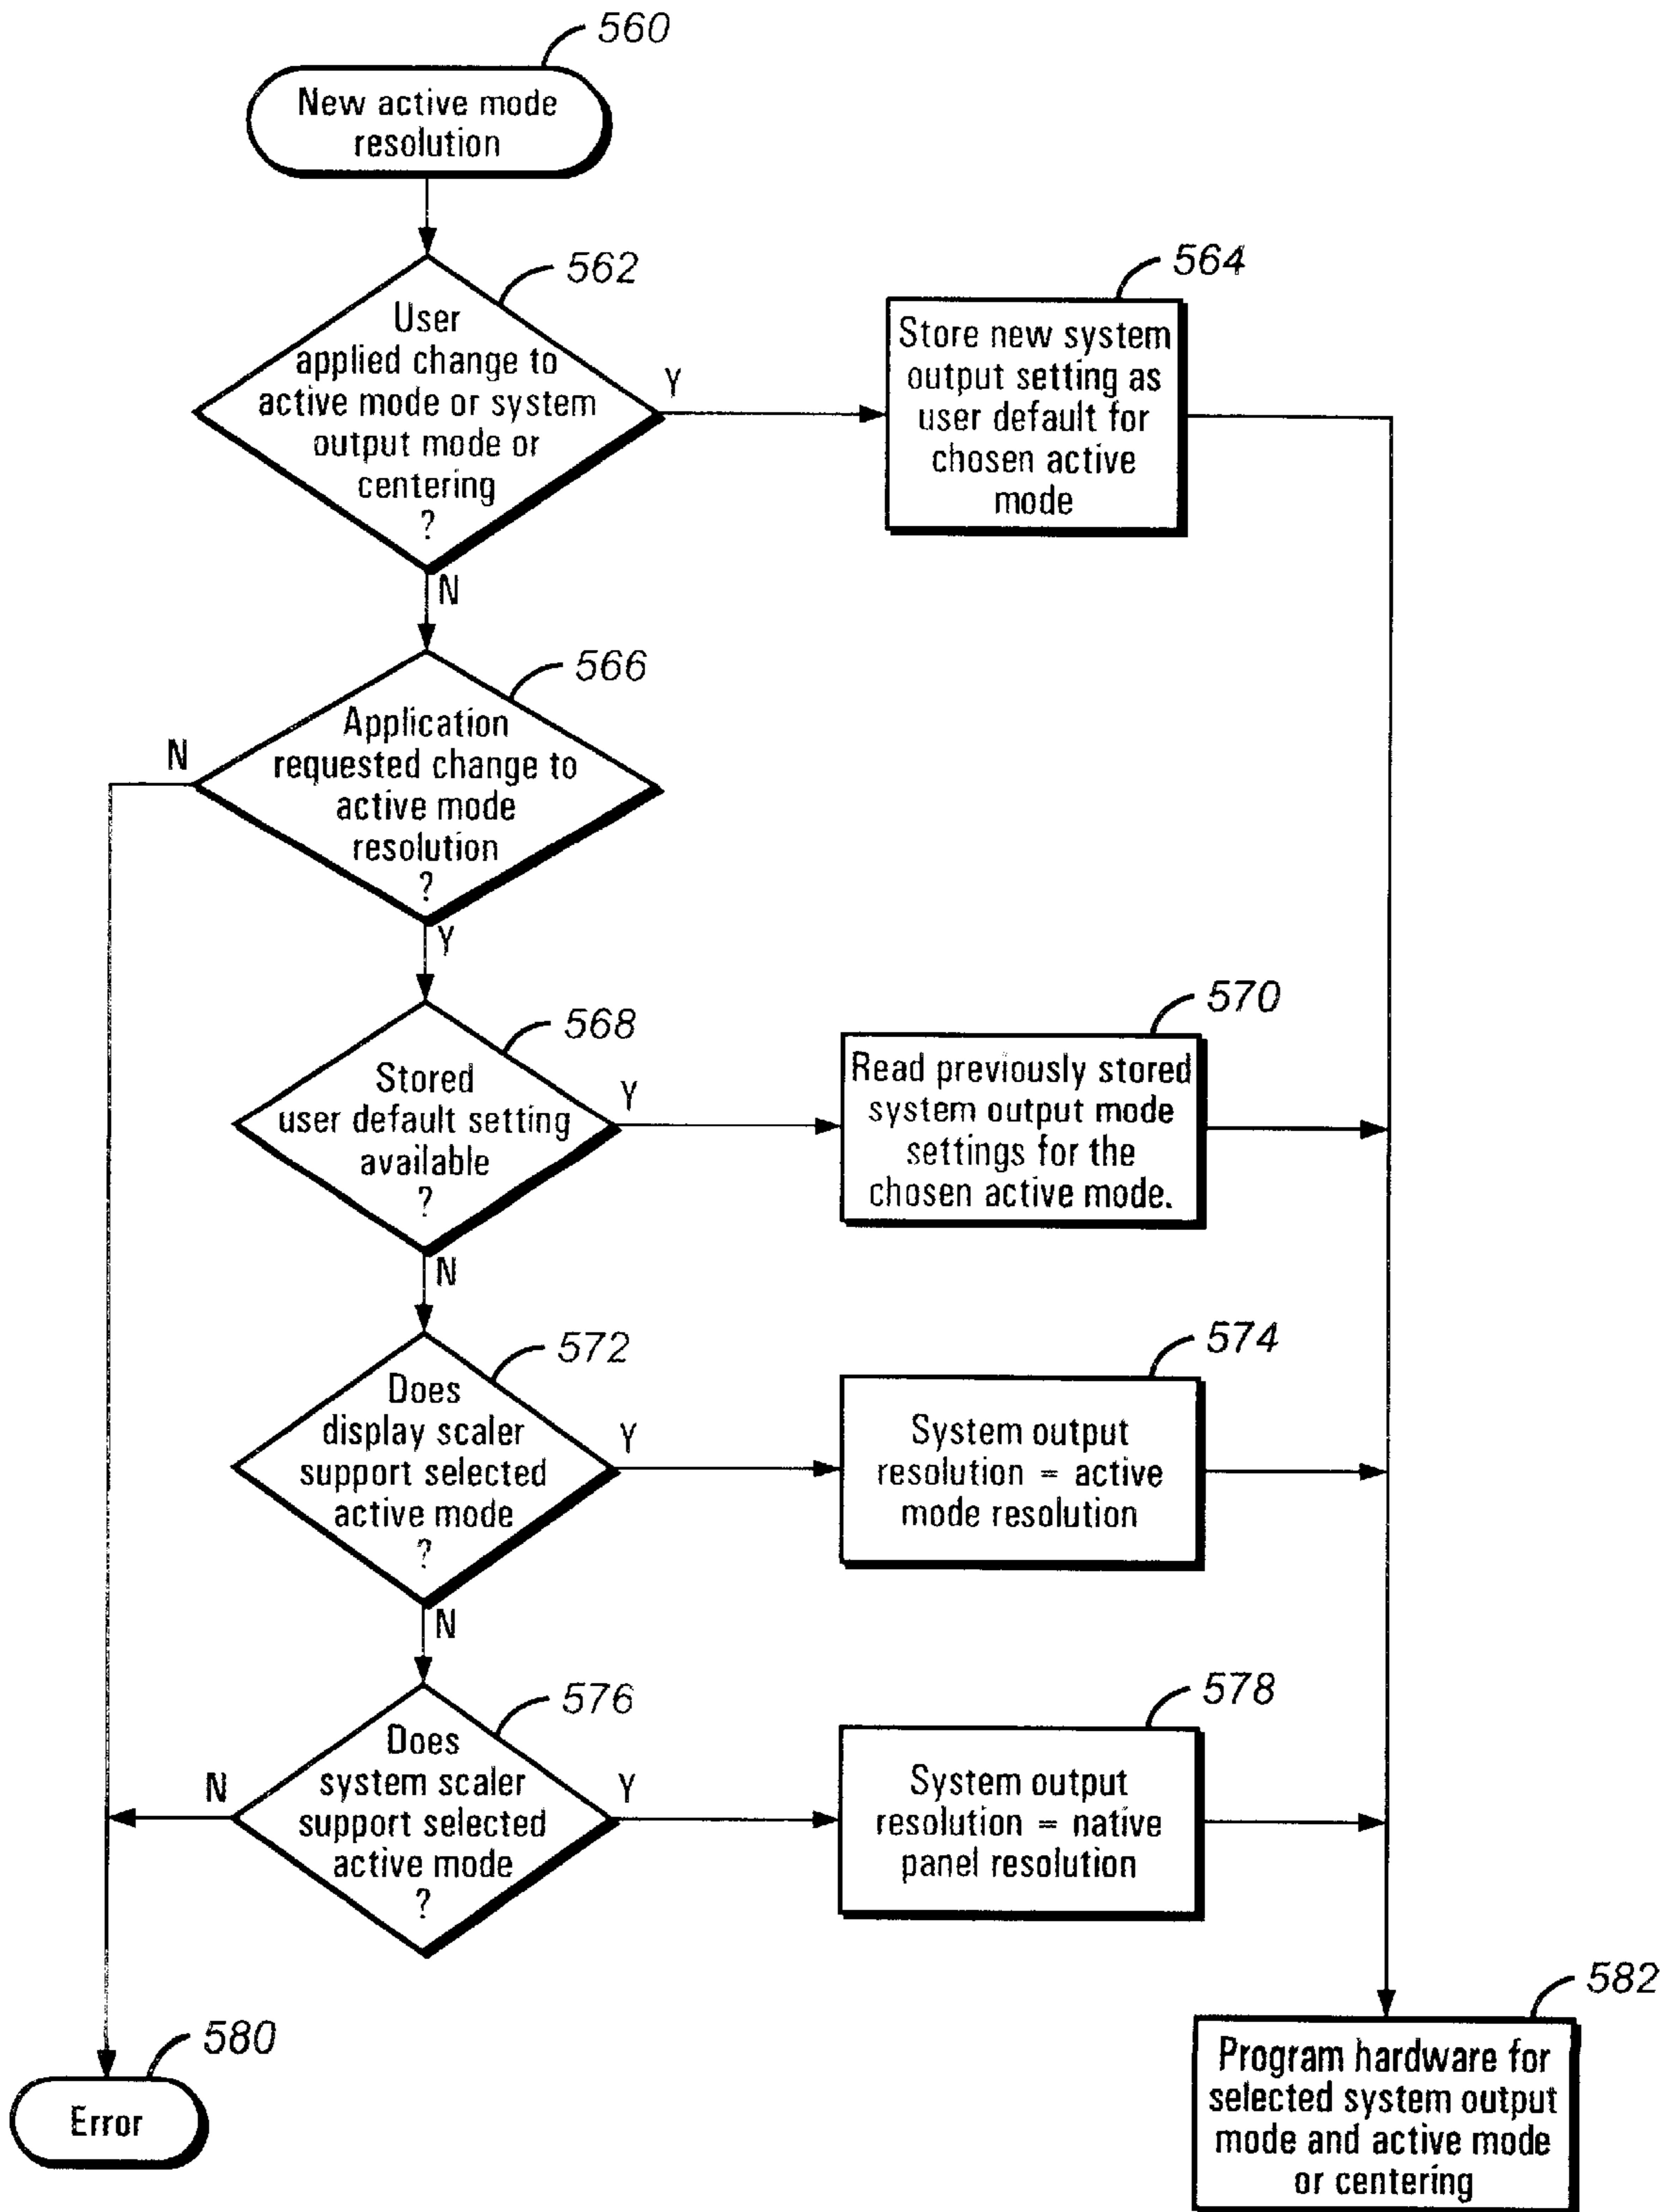 560
New active mode
resolution
562
User
applied change to
active mode or system
output mode or
centering
?
Y
N
564
Store new system
output setting as
user default for
chosen active
mode
566
Application
requested change to
active mode
resolution
?
N
Y
568
Stored
user default setting
available
?
Y
N
570
Read previously stored
system output mode
settings for the
chosen active mode.
572
Does
display scaler
support selected
active mode
?
Y
N
574
System output
resolution = active
mode resolution
576
Does
system scaler
support selected
active mode
?
N
Y
578
System output
resolution = native
panel resolution
580
Error
582
Program hardware for
selected system output
mode and active mode
or centering